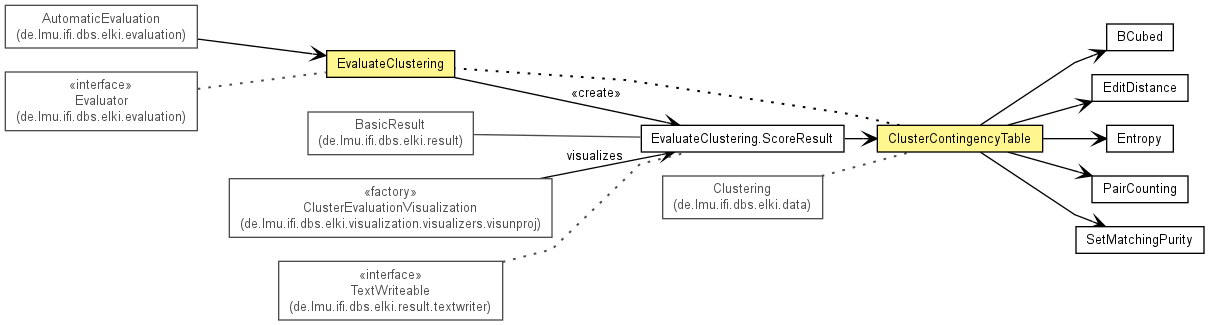 AutomaticEvaluation
(de.lmu.ifi.dbs.elki.evaluation)
«interface»
Evaluator
(de.lmu.ifi.dbs.elki.evaluation)
EvaluateClustering
«create»
BasicResult
(de.lmu.ifi.dbs.elki.result)
visualizes
«factory»
ClusterEvaluationVisualization
(de.lmu.ifi.dbs.elki.visualization.visualizers.visunproj)
«interface»
TextWriteable
(de.lmu.ifi.dbs.elki.result.textwriter)
EvaluateClustering.ScoreResult
Clustering
(de.lmu.ifi.dbs.elki.data)
ClusterContingencyTable
BCubed
EditDistance
Entropy
PairCounting
SetMatchingPurity